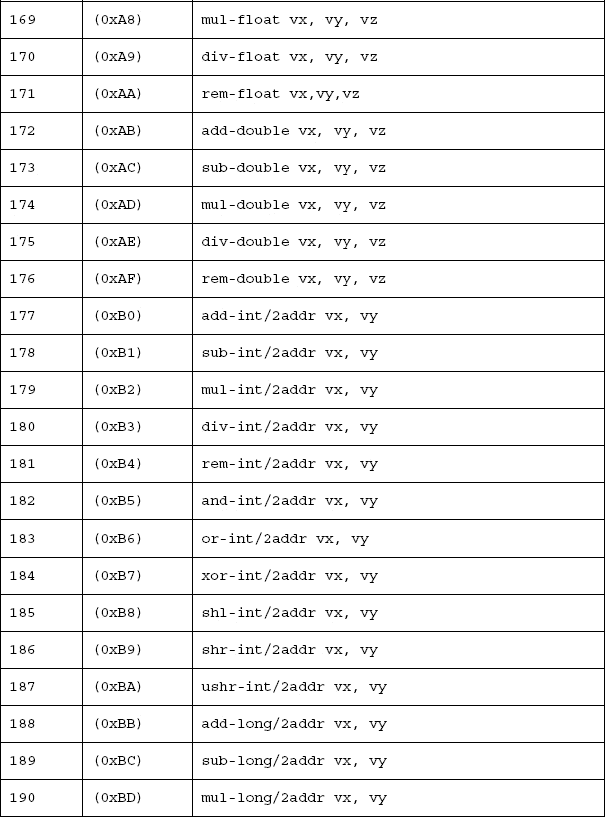 169 (0xA8) mul-float vx, vy, vz
170 (0xA9) div-float vx, vy, vz
171 (0xAA) rem-float vx,vy,vz
172 (0xAB) add-double vx, vy, vz
173 (0xAC) sub-double vx, vy, vz
174 (0xAD) mul-double vx, vy, vz
175 (0xAE) div-double vx, vy, vz
176 (0xAF) rem-double vx, vy, vz
177 (0xB0) add-int/2addr vx, vy
178 (0xB1) sub-int/2addr vx, vy
179 (0xB2) mul-int/2addr vx, vy
180 (0xB3) div-int/2addr vx, vy
181 (0xB4) rem-int/2addr vx, vy
182 (0xB5) and-int/2addr vx, vy
183 (0xB6) or-int/2addr vx, vy
184 (0xB7) xor-int/2addr vx, vy
185 (0xB8) shl-int/2addr vx, vy
186 (0xB9) shr-int/2addr vx, vy
187 (0xBA) ushr-int/2addr vx, vy
188 (0xBB) add-long/2addr vx, vy
189 (0xBC) sub-long/2addr vx, vy
190 (0xBD) mul-long/2addr vx, vy